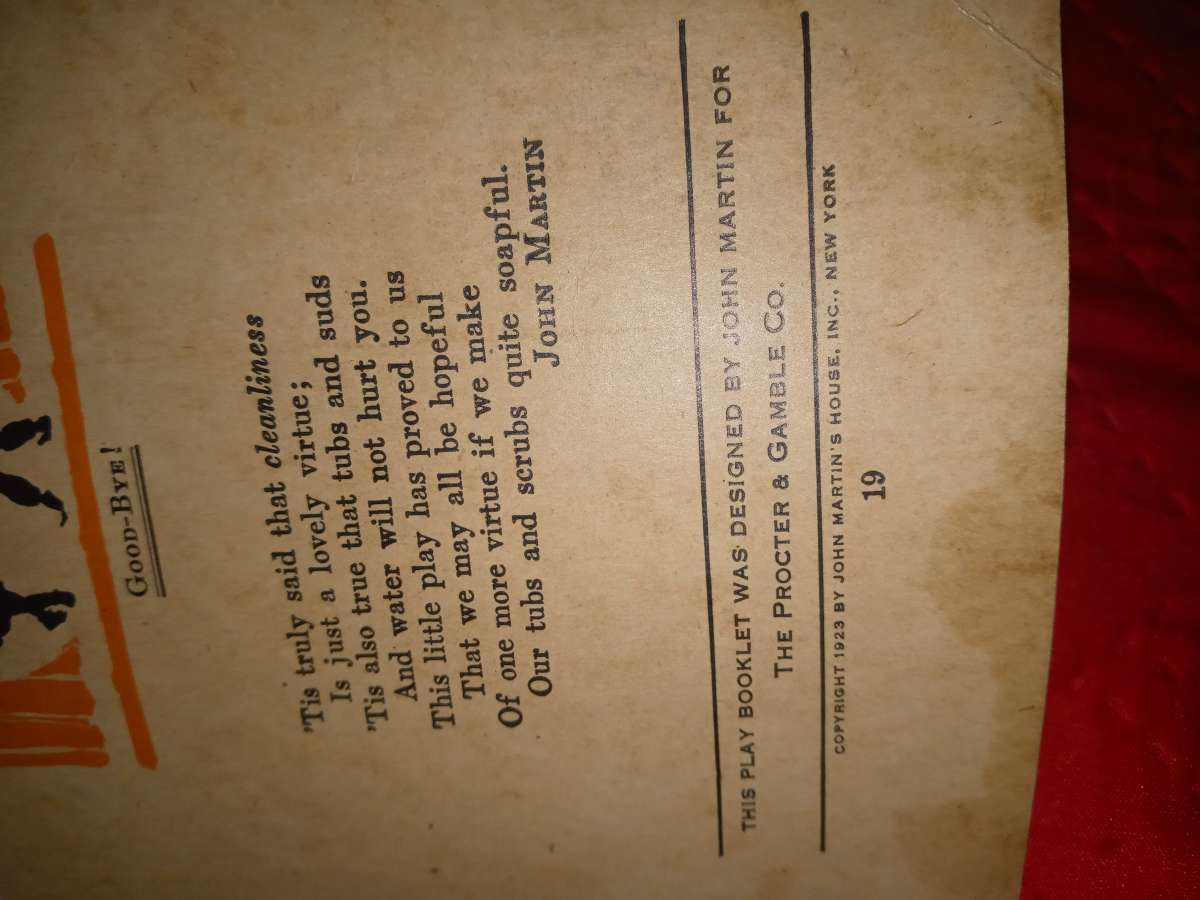 GOOD-BYE!
"Tis truly said that cleanliness
Is just a lovely virtue;
"Tis also true that tubs and suds
And water will not hurt you.
This little play has proved to us
That we may all be hopeful
Of one more virtue if we make
Our tubs and scrubs quite soapful.
JOHN MARTIN
THIS PLAY BOOKLET WAS DESIGNED BY JOHN MARTIN FOR
THE PROCTER & GAMBLE CO.
COPYRIGHT 1923 BY JOHN MARTIN'S HOUSE, INC., NEW YORK
19